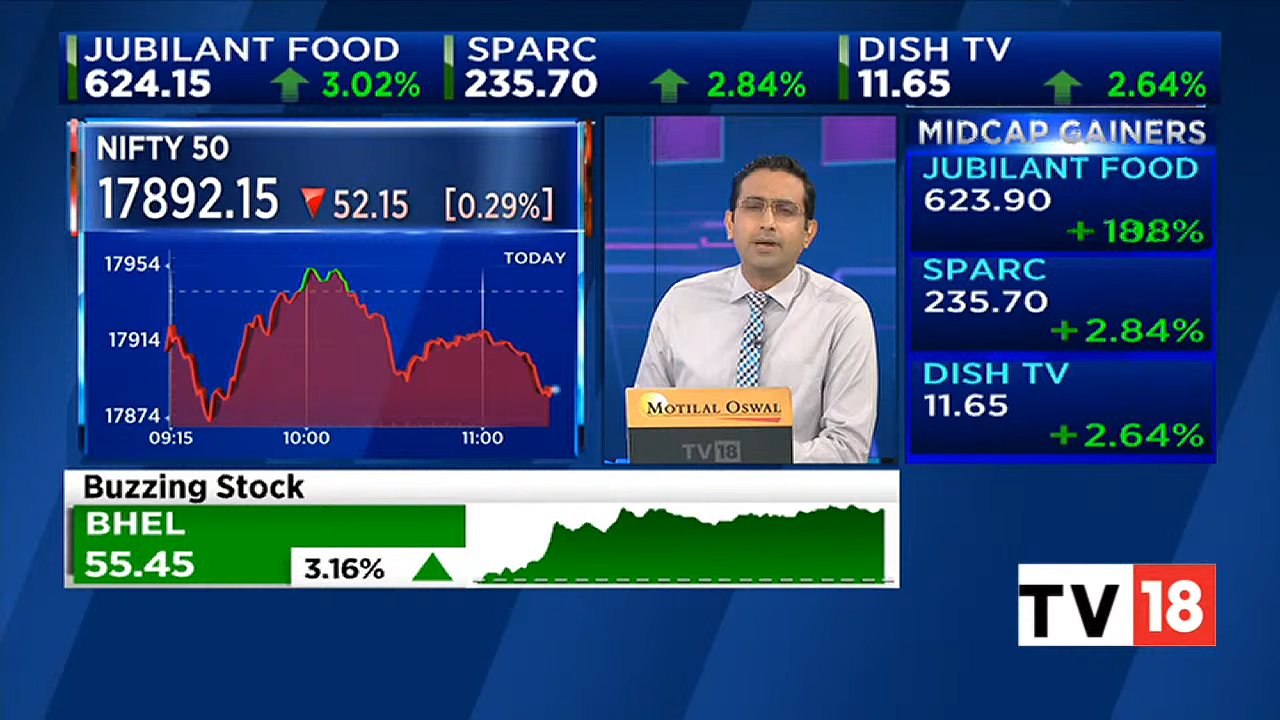 JUBILANT FOOD
624.15 3.02%
SPARC
235.70 2.84%
DISH TV
11.65 2.64%
NIFTY 50
17892.15 52.15 [0.29%]
TODAY
17954
17914
17874
09:15 10:00 11:00
MOTILAL OSWAL
TV18
MIDCAP GAINERS
JUBILANT FOOD
623.90
SPARC
235.70
+2.84%
DISH TV
11.65
+2.64%
Buzzing Stock
BHEL
55.45 3.16%
TV18